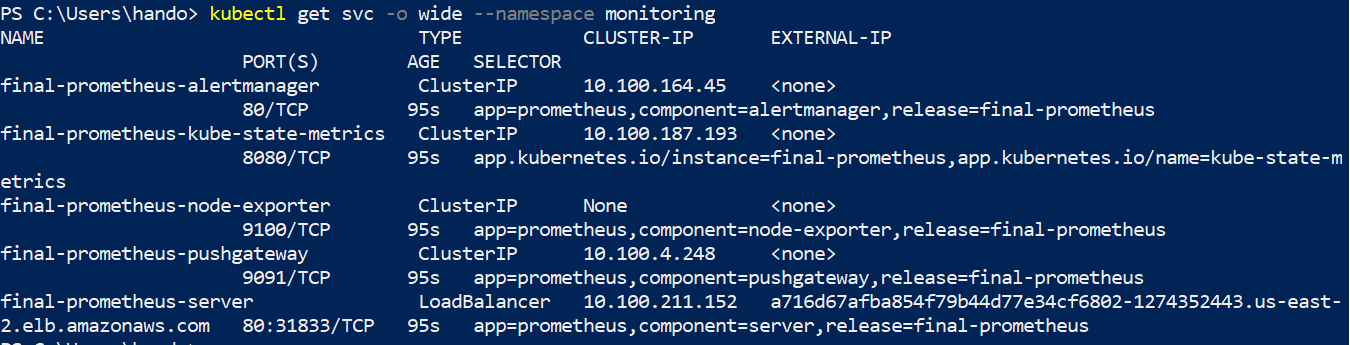 PS C:\Users\hando> kubectl get svc -o wide --namespace monitoring
NAME TYPE CLUSTER-IP EXTERNAL-IP
PORT(S) AGE SELECTOR
final-prometheus-alertmanager ClusterIP 10.100.164.45 <none>
80/TCP 95s app=prometheus,component=alertmanager,release=final-prometheus
final-prometheus-kube-state-metrics ClusterIP 10.100.187.193 <none>
8080/TCP 95s app.kubernetes.io/instance=final-prometheus,app.kubernetes.io/name=kube-state-m
etrics
final-prometheus-node-exporter ClusterIP None <none>
9100/TCP 95s app=prometheus,component=node-exporter,release=final-prometheus
final-prometheus-pushgateway ClusterIP 10.100.4.248 <none>
9091/TCP 95s app=prometheus,component=pushgateway,release=final-prometheus
final-prometheus-server LoadBalancer 10.100.211.152 a716d67afba854f79b44d77e34cf6802-1274352443.us-east-
2.elb.amazonaws.com 80:31833/TCP 95s app=prometheus,component=server,release=final-prometheus
PS C:\Users\hando>